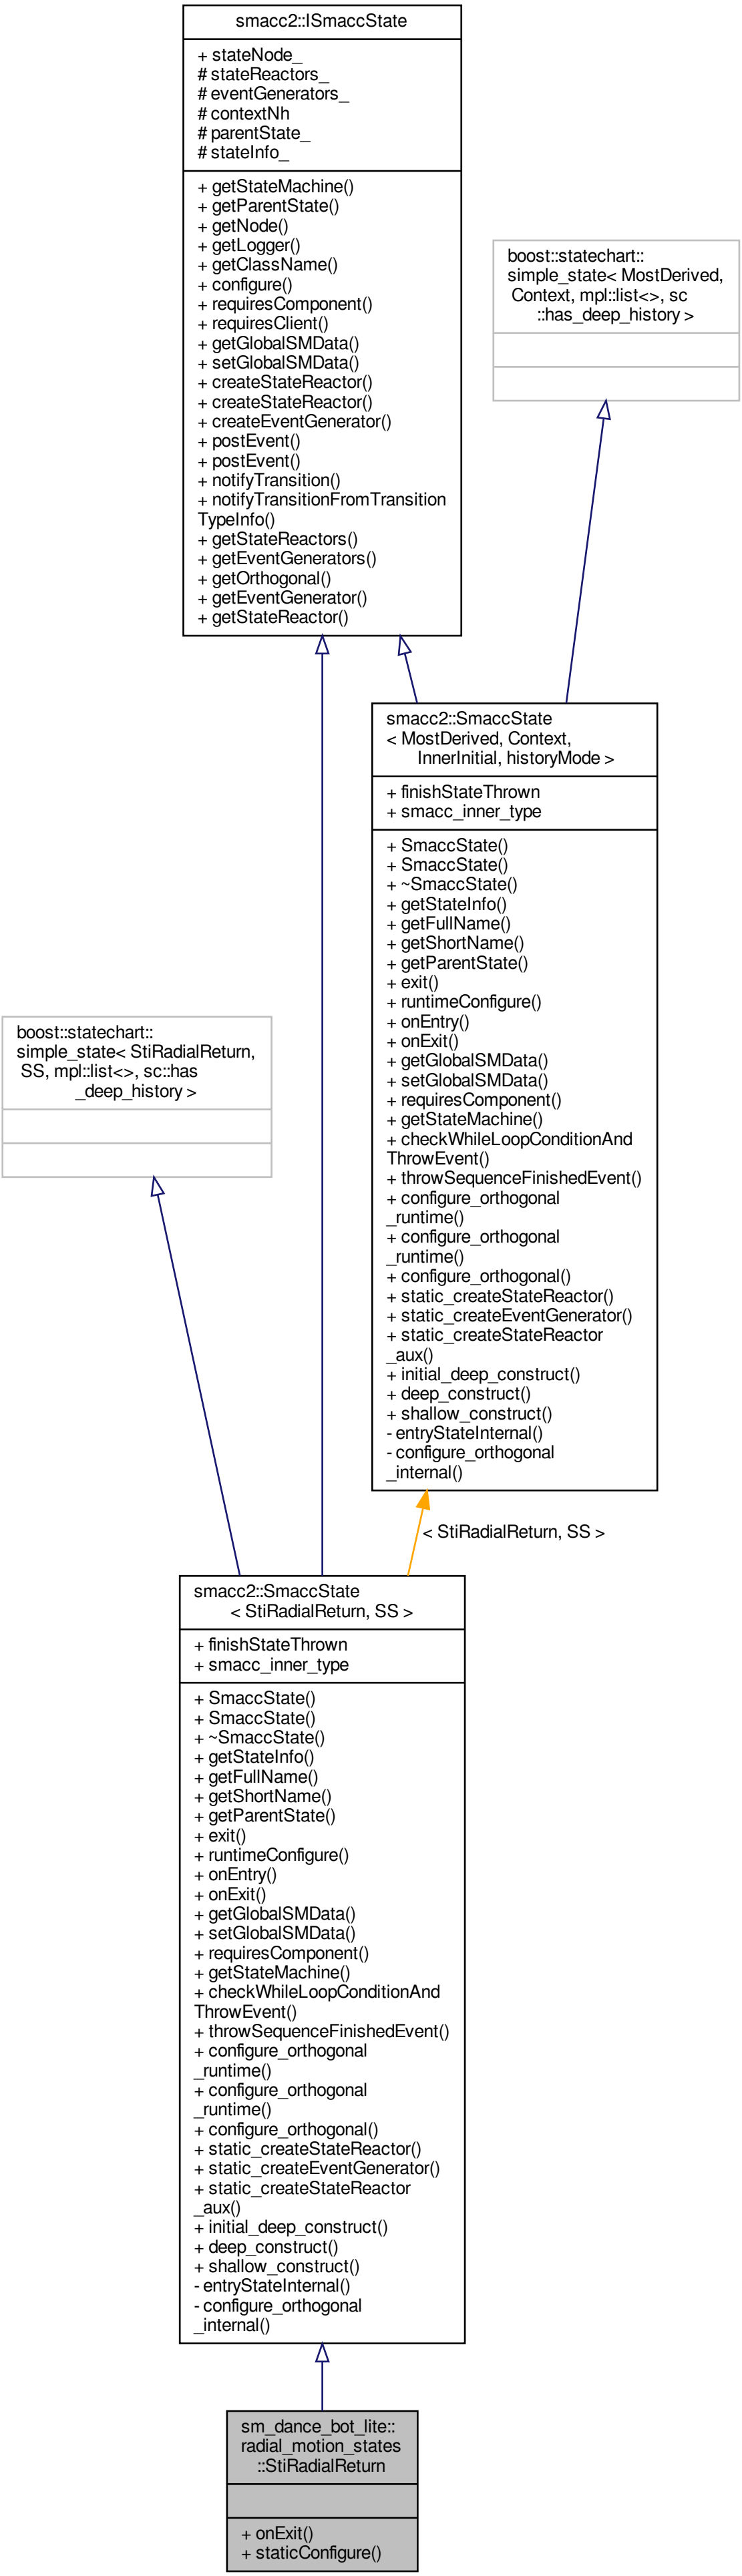 smacc2::ISmaccState
+ stateNode_
# stateReactors_
# eventGenerators_
# contextNh
# parentState_
# stateInfo_
+ getStateMachine()
+ getParentState()
+ getNode()
+ getLogger()
+ getClassName()
+ configure()
+ requiresComponent()
+ requiresClient()
+ getGlobalSMData()
+ setGlobalSMData()
+ createStateReactor()
+ createStateReactor()
+ createEventGenerator()
+ postEvent()
+ postEvent()
+ notifyTransition()
+ notifyTransitionFromTransition
TypeInfo()
+ getStateReactors()
+ getEventGenerators()
+ getOrthogonal()
+ getEventGenerator()
+ getStateReactor()
boost::statechart::
simple_state< MostDerived,
Context, mpl::list<>, sc
::has_deep_history >
smacc2::SmaccState
< MostDerived, Context,
InnerInitial, historyMode >
+ finishStateThrown
+ smacc_inner_type
+ SmaccState()
+ SmaccState()
+ ~SmaccState()
+ getStateInfo()
+ getFullName()
+ getShortName()
+ getParentState()
+ exit()
+ runtimeConfigure()
+ onEntry()
+ onExit()
+ getGlobalSMData()
+ setGlobalSMData()
+ requiresComponent()
+ getStateMachine()
+ checkWhileLoopConditionAnd
ThrowEvent()
+ throwSequenceFinishedEvent()
+ configure_orthogonal
_runtime()
+ configure_orthogonal
_runtime()
+ configure_orthogonal()
+ static_createStateReactor()
+ static_createEventGenerator()
+ static_createStateReactor
_aux()
+ initial_deep_construct()
+ deep_construct()
+ shallow_construct()
- entryStateInternal()
- configure_orthogonal
_internal()
boost::statechart::
simple_state< StiRadialReturn,
SS, mpl::list<>, sc::has
_deep_history >
< StiRadialReturn, SS >
smacc2::SmaccState
< StiRadialReturn, SS >
+ finishStateThrown
+ smacc_inner_type
+ SmaccState()
+ SmaccState()
+ ~SmaccState()
+ getStateInfo()
+ getFullName()
+ getShortName()
+ getParentState()
+ exit()
+ runtimeConfigure()
+ onEntry()
+ onExit()
+ getGlobalSMData()
+ setGlobalSMData()
+ requiresComponent()
+ getStateMachine()
+ checkWhileLoopConditionAnd
ThrowEvent()
+ throwSequenceFinishedEvent()
+ configure_orthogonal
_runtime()
+ configure_orthogonal
_runtime()
+ configure_orthogonal()
+ static_createStateReactor()
+ static_createEventGenerator()
+ static_createStateReactor
_aux()
+ initial_deep_construct()
+ deep_construct()
+ shallow_construct()
- entryStateInternal()
- configure_orthogonal
_internal()
sm_dance_bot_lite::
radial_motion_states
::StiRadialReturn
+ onExit()
+ staticConfigure()